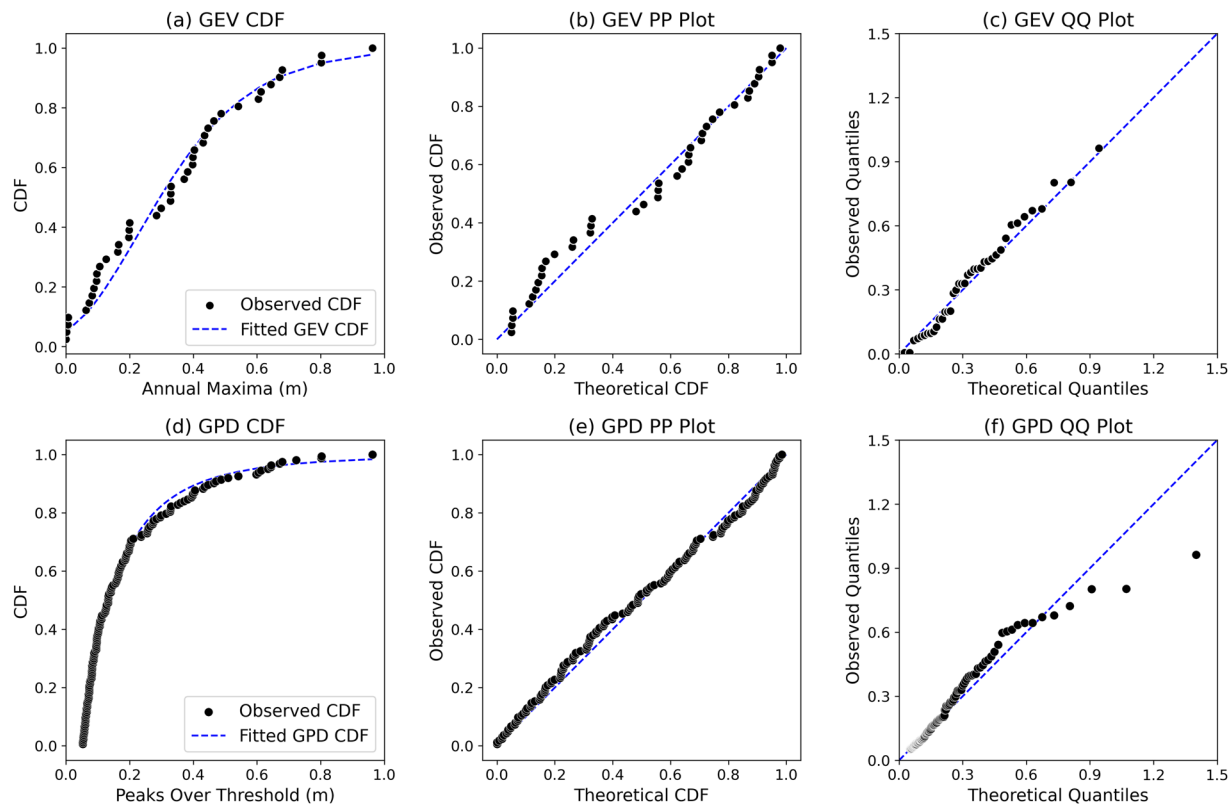 (a) GEV CDF
CDF
1.0
0.8
0.6
0.4
0.2
0.0
Observed CDF
Fitted GEV CDF
0.0 0.2 0.4 0.6 0.8 1.0
Annual Maxima (m)
(b) GEV PP Plot
Observed CDF
1.0
0.8
0.6
0.4
0.2
0.0
0.0 0.2 0.4 0.6 0.8 1.0
Theoretical CDF
(c) GEV QQ Plot
Observed Quantiles
1.5
1.2
0.9
0.6
0.3
0.0
0.0 0.3 0.6 0.9 1.2 1.5
Theoretical Quantiles
(d) GPD CDF
CDF
1.0
0.8
0.6
0.4
0.2
0.0
Observed CDF
Fitted GPD CDF
0.0 0.2 0.4 0.6 0.8 1.0
Peaks Over Threshold (m)
(e) GPD PP Plot
Observed CDF
1.0
0.8
0.6
0.4
0.2
0.0
0.0 0.2 0.4 0.6 0.8 1.0
Theoretical CDF
(f) GPD QQ Plot
Observed Quantiles
1.5
1.2
0.9
0.6
0.3
0.0
0.0 0.3 0.6 0.9 1.2 1.5
Theoretical Quantiles